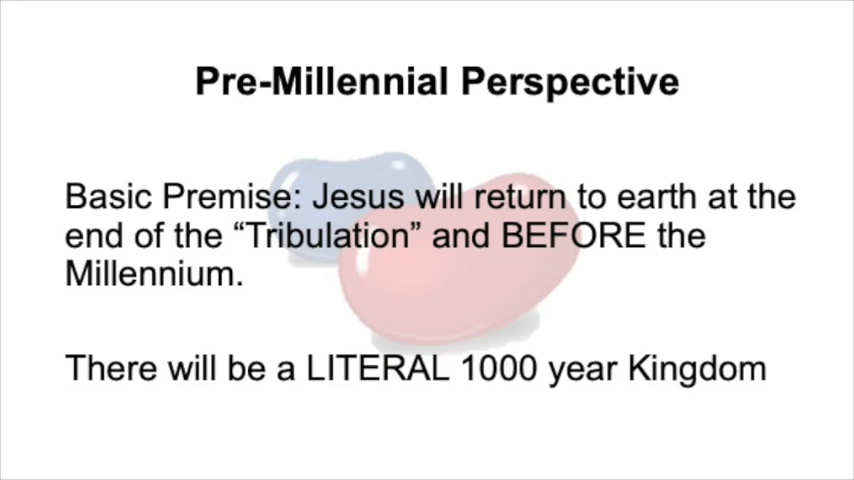 Pre-Millennial Perspective
Basic Premise: Jesus will return to earth at the
end of the “Tribulation” and BEFORE the
Millennium.
There will be a LITERAL 1000 year Kingdom